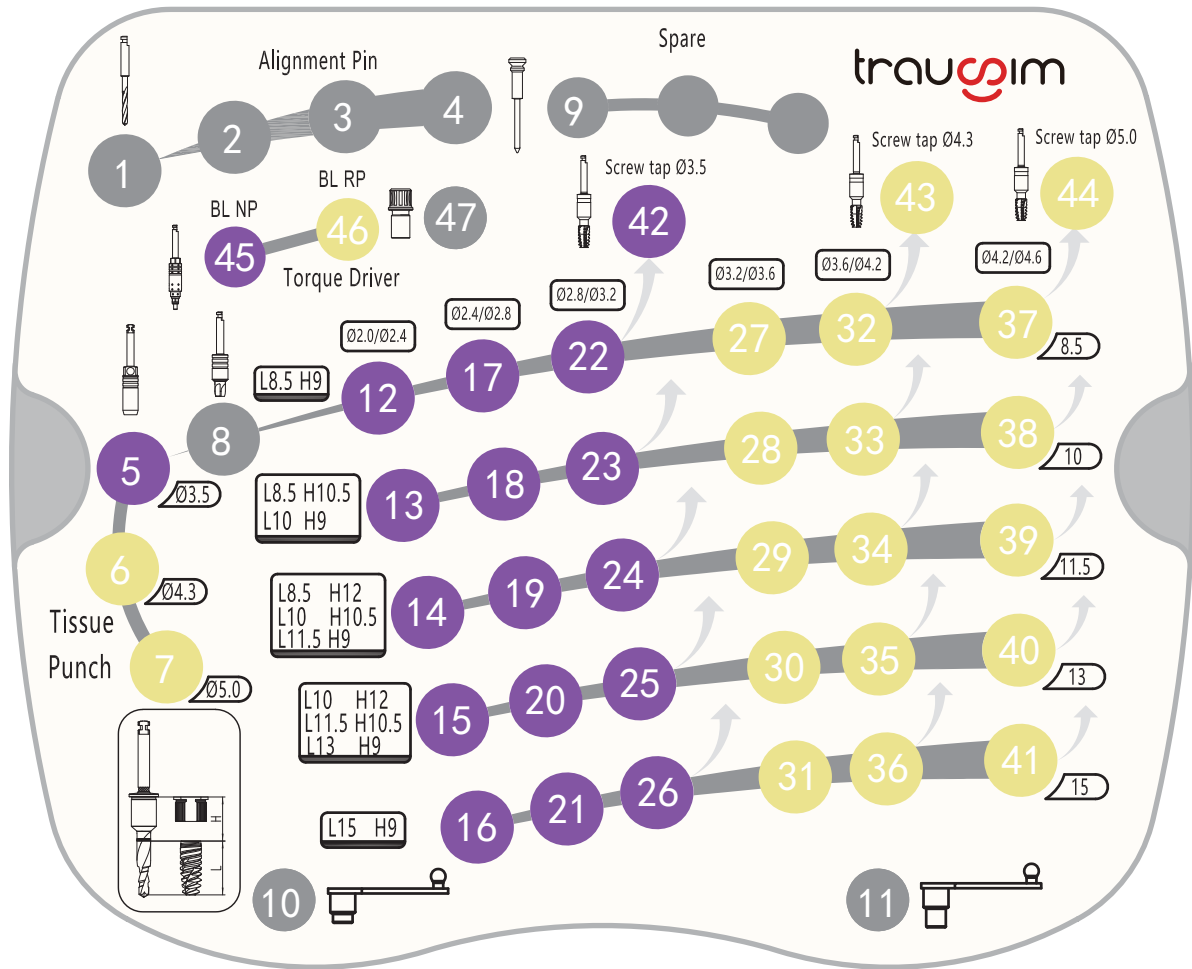 Spare
traussim
Alignment Pin
1
2
3
4
9
Screw tap Ø3.5
Screw tap Ø4.3
Screw tap Ø5.0
42
43
44
BL NP
BL RP
45
46
47
Torque Driver
Ø2.0/Ø2.4
Ø2.4/Ø2.8
Ø2.8/Ø3.2
Ø3.2/Ø3.6
Ø3.6/Ø4.2
Ø4.2/Ø4.6
L8.5 H9
8
12
17
22
27
32
37
8.5
5
Ø3.5
L8.5 H10.5
L10 H9
13
18
23
28
33
38
10
6
Ø4.3
L8.5 H12
L10 H10.5
L11.5 H9
14
19
24
29
34
39
11.5
Tissue
Punch
7
Ø5.0
L10 H12
L11.5 H10.5
L13 H9
15
20
25
30
35
40
13
L15 H9
16
21
26
31
36
41
15
H
L
10
11